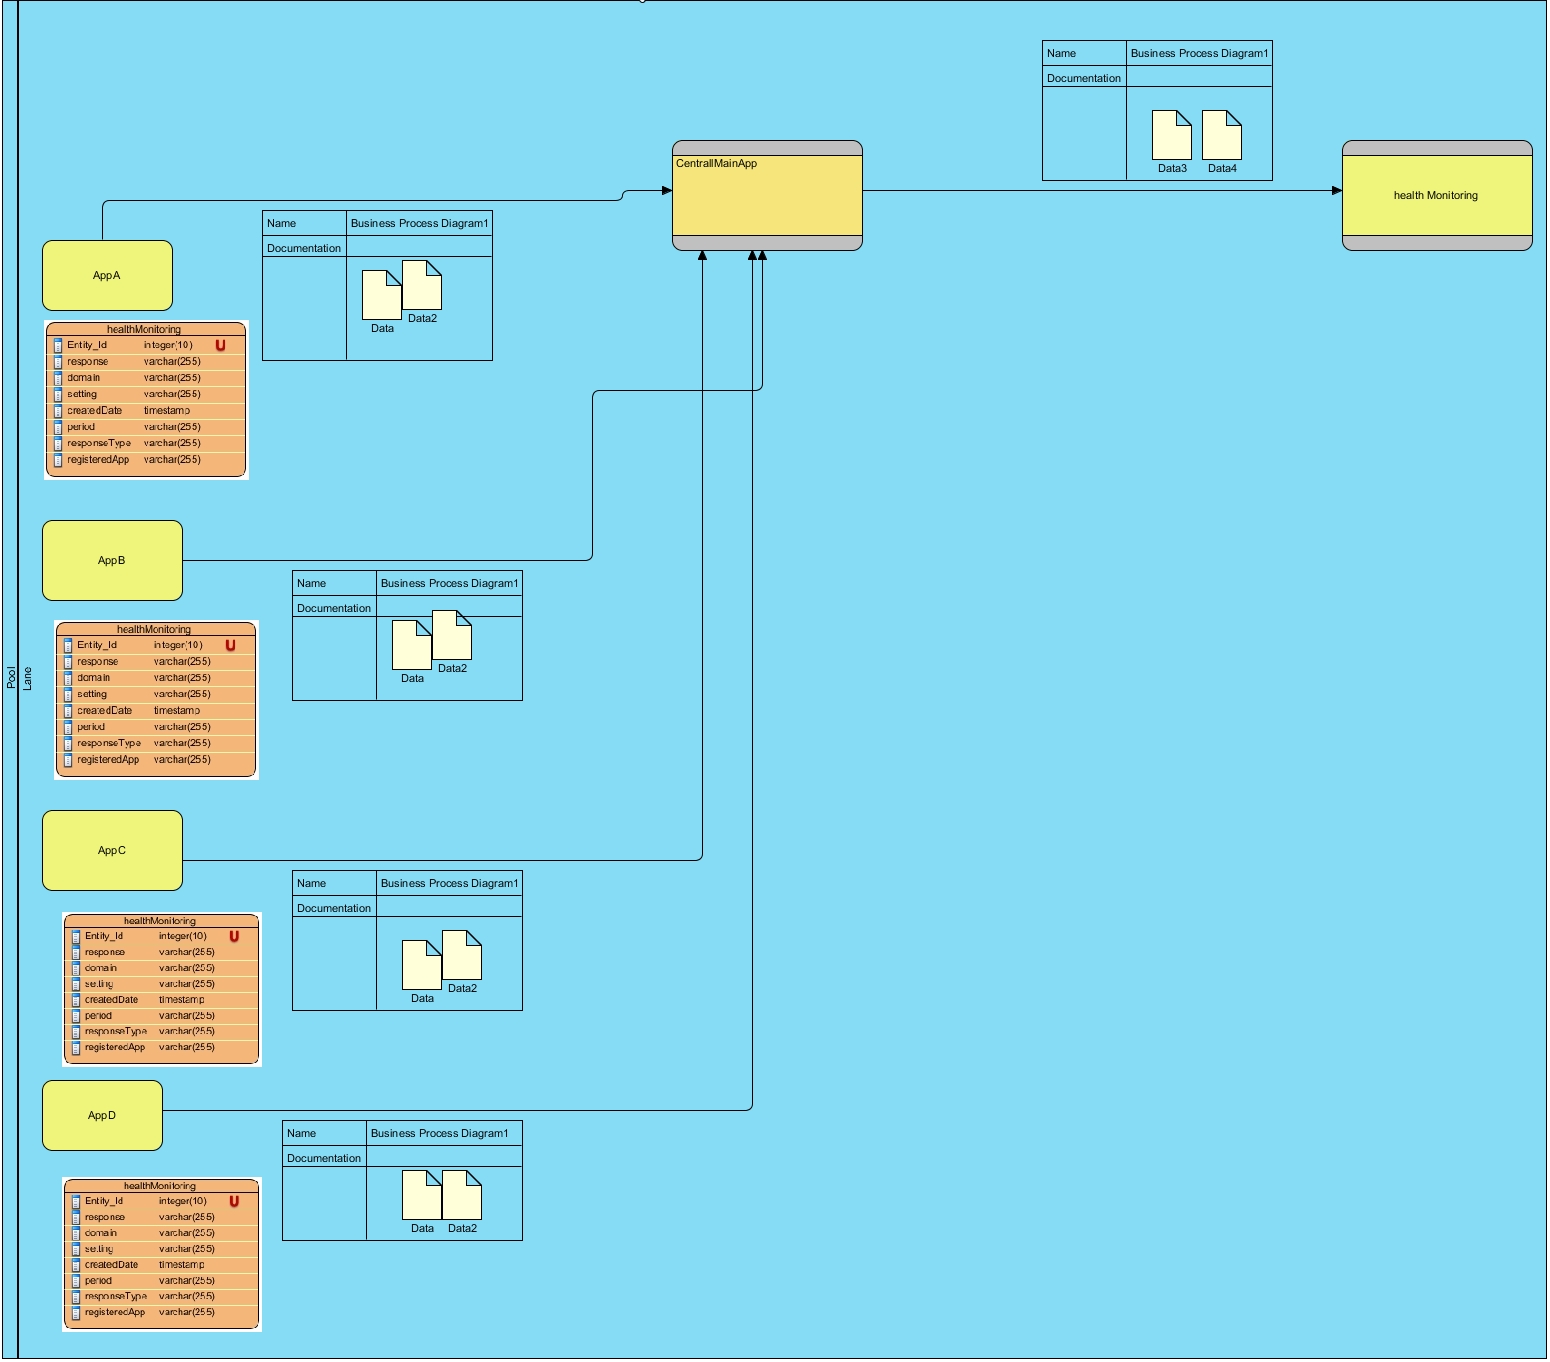 Pool
Lane
Name Business Process Diagram1
Documentation
Data3 Data4
CentrallMainApp
health Monitoring
AppA
Name Business Process Diagram1
Documentation
Data Data2
healthMonitoring
Entity_Id integer(10) U
response varchar(255)
domain varchar(255)
setting varchar(255)
createdDate timestamp
period varchar(255)
responseType varchar(255)
registeredApp varchar(255)
AppB
Name Business Process Diagram1
Documentation
Data Data2
healthMonitoring
Entity_Id integer(10) U
response varchar(255)
domain varchar(255)
setting varchar(255)
createdDate timestamp
period varchar(255)
responseType varchar(255)
registeredApp varchar(255)
AppC
Name Business Process Diagram1
Documentation
Data Data2
healthMonitoring
Entity_Id integer(10) U
response varchar(255)
domain varchar(255)
setting varchar(255)
createdDate timestamp
period varchar(255)
responseType varchar(255)
registeredApp varchar(255)
AppD
Name Business Process Diagram1
Documentation
Data Data2
healthMonitoring
Entity_Id integer(10) U
response varchar(255)
domain varchar(255)
setting varchar(255)
createdDate timestamp
period varchar(255)
responseType varchar(255)
registeredApp varchar(255)